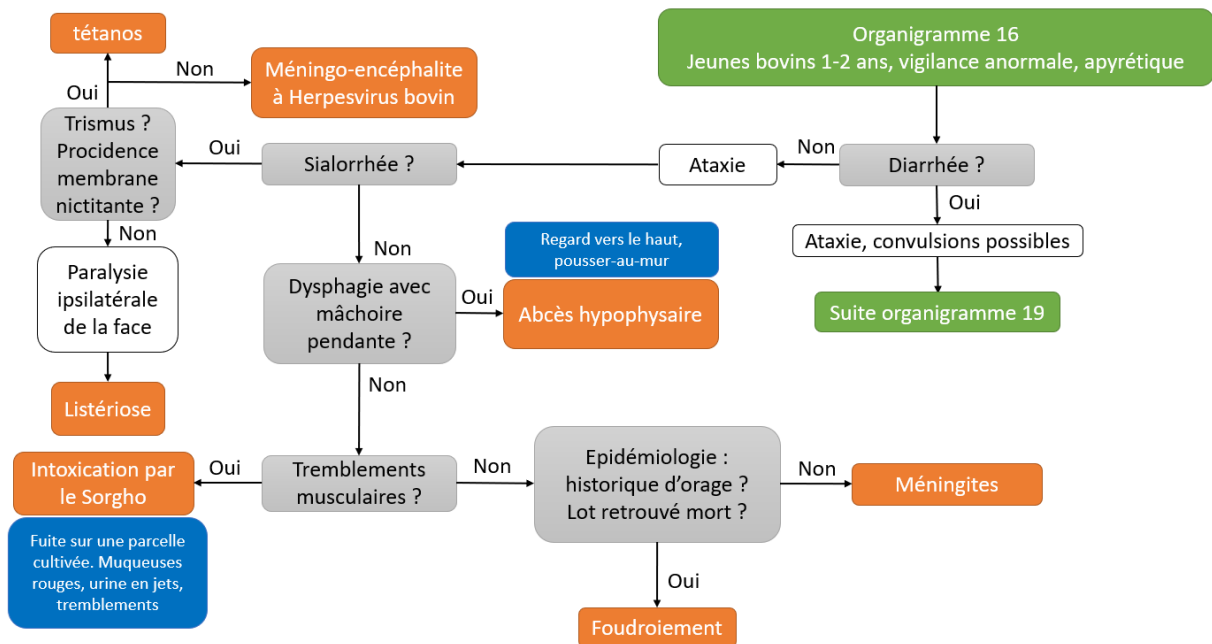 Organigramme 16
Jeunes bovins 1-2 ans, vigilance anormale, apyrétique
Diarrhée ?
Non
Oui
Ataxie
Ataxie, convulsions possibles
Suite organigramme 19
Sialorrhée ?
Oui
Non
Trismus ?
Procidence
membrane
nictitante ?
Oui
tétanos
Non
Méningo-encéphalite
à Herpesvirus bovin
Non
Paralysie
ipsilatérale
de la face
Listériose
Dysphagie avec
mâchoire
pendante ?
Oui
Regard vers le haut,
pousser-au-mur
Abcès hypophysaire
Non
Tremblements
musculaires ?
Oui
Intoxication par
le Sorgho
Fuite sur une parcelle
cultivée. Muqueuses
rouges, urine en jets,
tremblements
Non
Epidémiologie :
historique d’orage ?
Lot retrouvé mort ?
Non
Méningites
Oui
Foudroiement